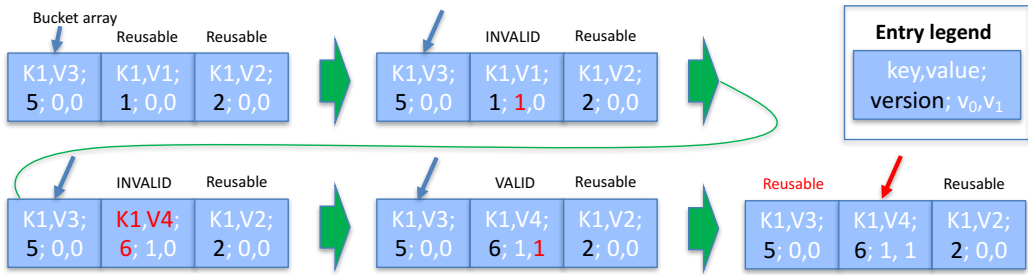 Bucket array
Reusable Reusable
K1,V3; K1,V1; K1,V2;
5; 0,0 1; 0,0 2; 0,0
INVALID Reusable
K1,V3; K1,V1; K1,V2;
5; 0,0 1; 1,0 2; 0,0
Entry legend
key,value;
version; v0,v1
INVALID Reusable
K1,V3; K1,V4; K1,V2;
5; 0,0 6; 1,0 2; 0,0
VALID Reusable
K1,V3; K1,V4; K1,V2;
5; 0,0 6; 1,1 2; 0,0
Reusable Reusable
K1,V3; K1,V4; K1,V2;
5; 0,0 6; 1, 1 2; 0,0